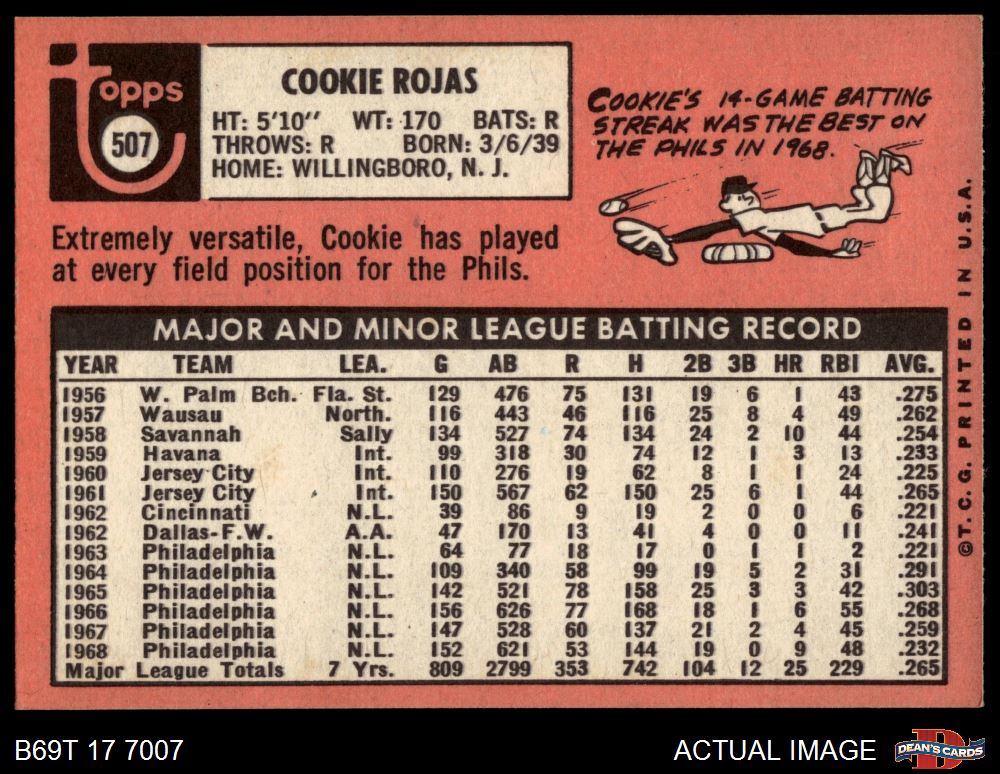 topps
507
COOKIE ROJAS
HT: 5'10" WT: 170 BATS: R
THROWS: R BORN: 3/6/39
HOME: WILLINGBORO, N. J.
COOKIE'S 14-GAME BATTING
STREAK WAS THE BEST ON
THE PHILS IN 1968.
Extremely versatile, Cookie has played
at every field position for the Phils.
MAJOR AND MINOR LEAGUE BATTING RECORD
YEAR TEAM LEA. G AB R H 2B 3B HR RBI AVG.
1956 W. Palm Bch. Fla. St. 129 476 75 131 19 6 1 43 .275
1957 Wausau North. 116 443 46 116 25 8 4 49 .262
1958 Savannah Sally 134 527 74 134 24 2 10 44 .254
1959 Havana Int. 99 318 30 74 12 1 3 13 .233
1960 Jersey City Int. 110 276 19 62 8 1 1 24 .225
1961 Jersey City Int. 150 567 62 150 25 6 1 44 .265
1962 Cincinnati N.L. 39 86 9 19 2 0 0 6 .221
1962 Dallas-F.W. A.A. 47 170 13 41 4 0 0 11 .241
1963 Philadelphia N.L. 64 77 18 17 0 1 1 2 .221
1964 Philadelphia N.L. 109 340 58 99 19 5 2 31 .291
1965 Philadelphia N.L. 142 521 78 158 25 3 3 42 .303
1966 Philadelphia N.L. 156 626 77 168 18 1 6 55 .268
1967 Philadelphia N.L. 147 528 60 137 21 2 4 45 .259
1968 Philadelphia N.L. 152 621 53 144 19 0 9 48 .232
Major League Totals 7 Yrs. 809 2799 353 742 104 12 25 229 .265
©T.C.G. PRINTED IN U.S.A.
B69T 17 7007
ACTUAL IMAGE
DEAN'S CARDS